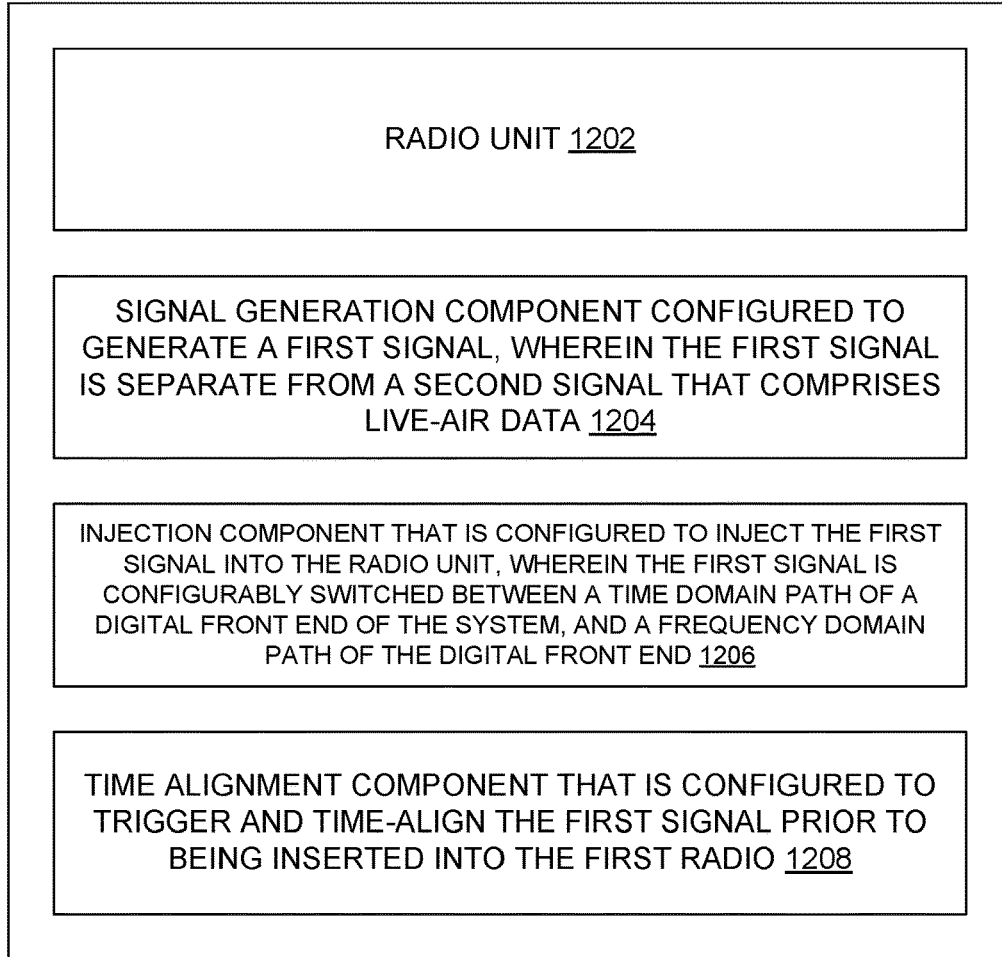 RADIO UNIT 1202
SIGNAL GENERATION COMPONENT CONFIGURED TO
GENERATE A FIRST SIGNAL, WHEREIN THE FIRST SIGNAL
IS SEPARATE FROM A SECOND SIGNAL THAT COMPRISES
LIVE-AIR DATA 1204
INJECTION COMPONENT THAT IS CONFIGURED TO INJECT THE FIRST
SIGNAL INTO THE RADIO UNIT, WHEREIN THE FIRST SIGNAL IS
CONFIGURABLY SWITCHED BETWEEN A TIME DOMAIN PATH OF A
DIGITAL FRONT END OF THE SYSTEM, AND A FREQUENCY DOMAIN
PATH OF THE DIGITAL FRONT END 1206
TIME ALIGNMENT COMPONENT THAT IS CONFIGURED TO
TRIGGER AND TIME-ALIGN THE FIRST SIGNAL PRIOR TO
BEING INSERTED INTO THE FIRST RADIO 1208